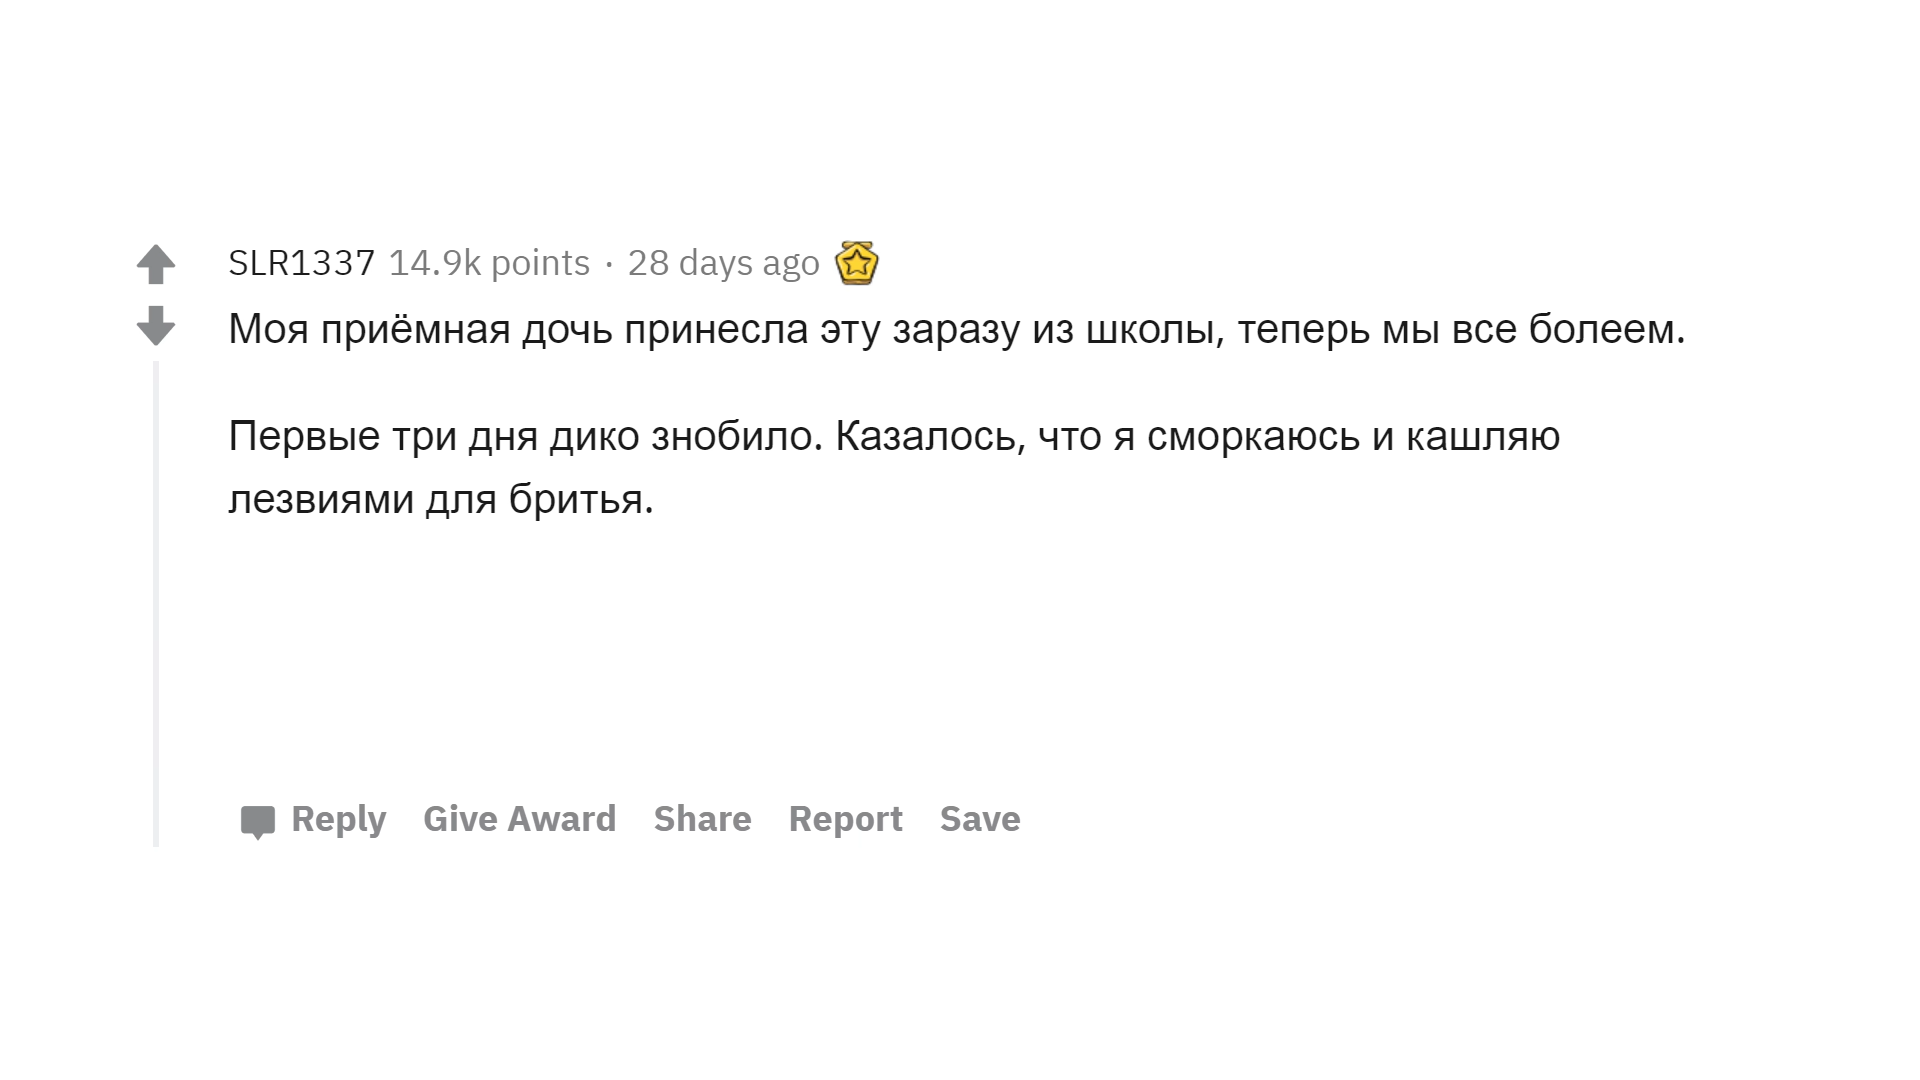 SLR1337 14.9k points · 28 days ago
Моя приёмная дочь принесла эту заразу из школы, теперь мы все болеем.
Первые три дня дико знобило. Казалось, что я сморкаюсь и кашляю
лезвиями для бритья.
Reply Give Award Share Report Save